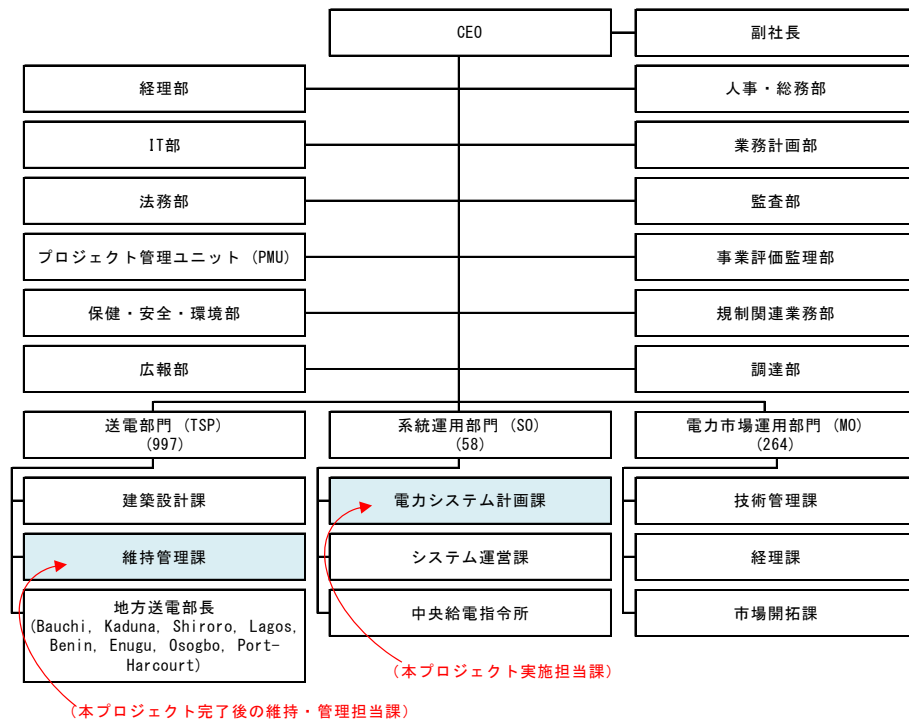 CEO
副社長
経理部
人事・総務部
IT部
業務計画部
法務部
監査部
プロジェクト管理ユニット (PMU)
事業評価監理部
保健・安全・環境部
規制関連業務部
広報部
調達部
送電部門 (TSP)
(997)
系統運用部門 (SO)
(58)
電力市場運用部門 (MO)
(264)
建築設計課
電力システム計画課
技術管理課
維持管理課
システム運営課
経理課
地方送電部長
(Bauchi, Kaduna, Shiroro, Lagos,
Benin, Enugu, Osogbo, Port-
Harcourt)
中央給電指令所
市場開拓課
(本プロジェクト実施担当課)
(本プロジェクト完了後の維持・管理担当課)